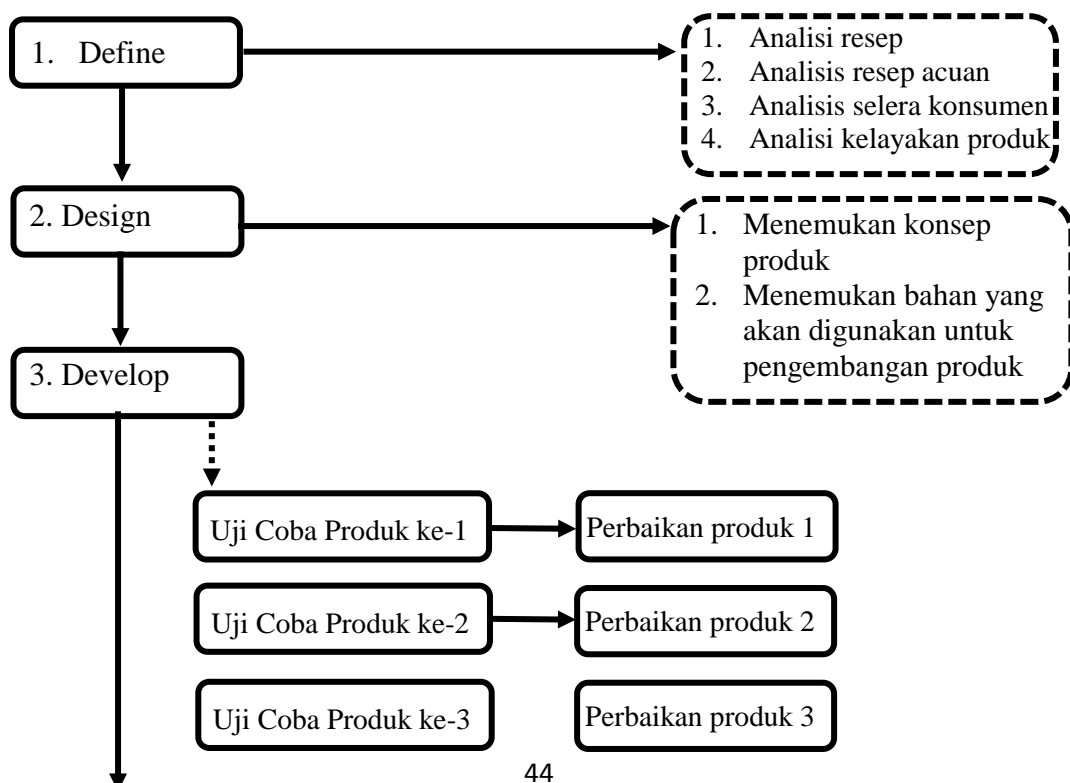 1. Define
1. Analisi resep
2. Analisis resep acuan
3. Analisis selera konsumen
4. Analisi kelayakan produk
2. Design
1. Menemukan konsep
produk
2. Menemukan bahan yang
akan digunakan untuk
pengembangan produk
3. Develop
Uji Coba Produk ke-1
Perbaikan produk 1
Uji Coba Produk ke-2
Perbaikan produk 2
Uji Coba Produk ke-3
Perbaikan produk 3
44